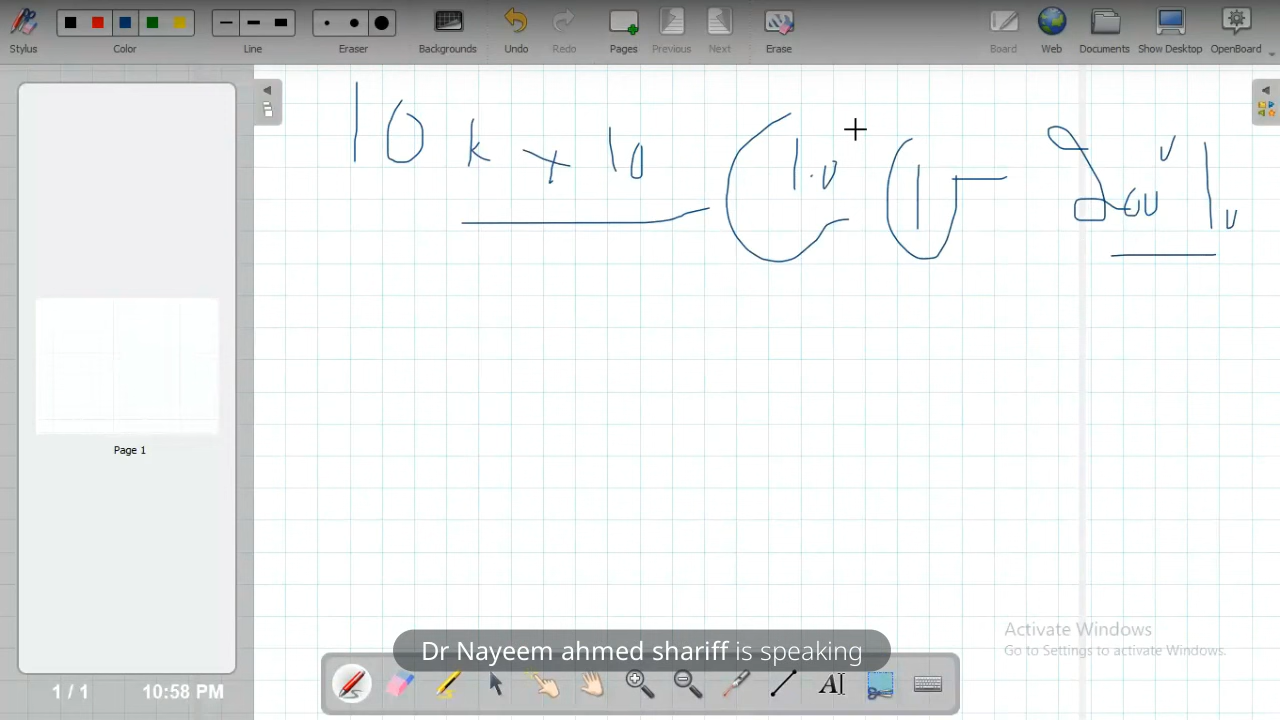 Stylus
Color
Line
Eraser
Backgrounds
Undo
Redo
Pages
Previous
Next
Erase
Board
Web
Documents
Show Desktop
OpenBoard
10 k x 10
Page 1
Activate Windows
Go to Settings to activate Windows.
Dr Nayeem ahmed shariff is speaking
1 / 1
10:58 PM
AI